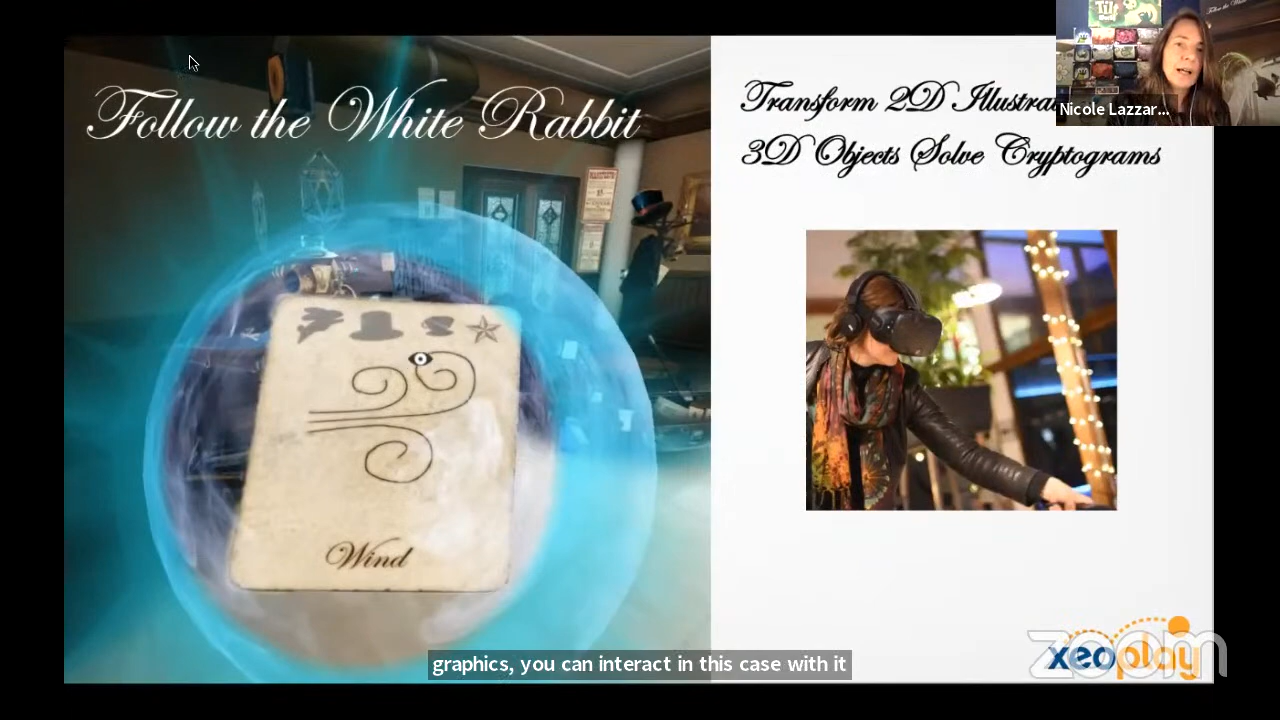 Follow the White Rabbit
Transform 2D
3D Objects Solve Cryptograms
Nicole Lazzar...
Wind
graphics, you can interact in this case with it
xeoplay
zoom